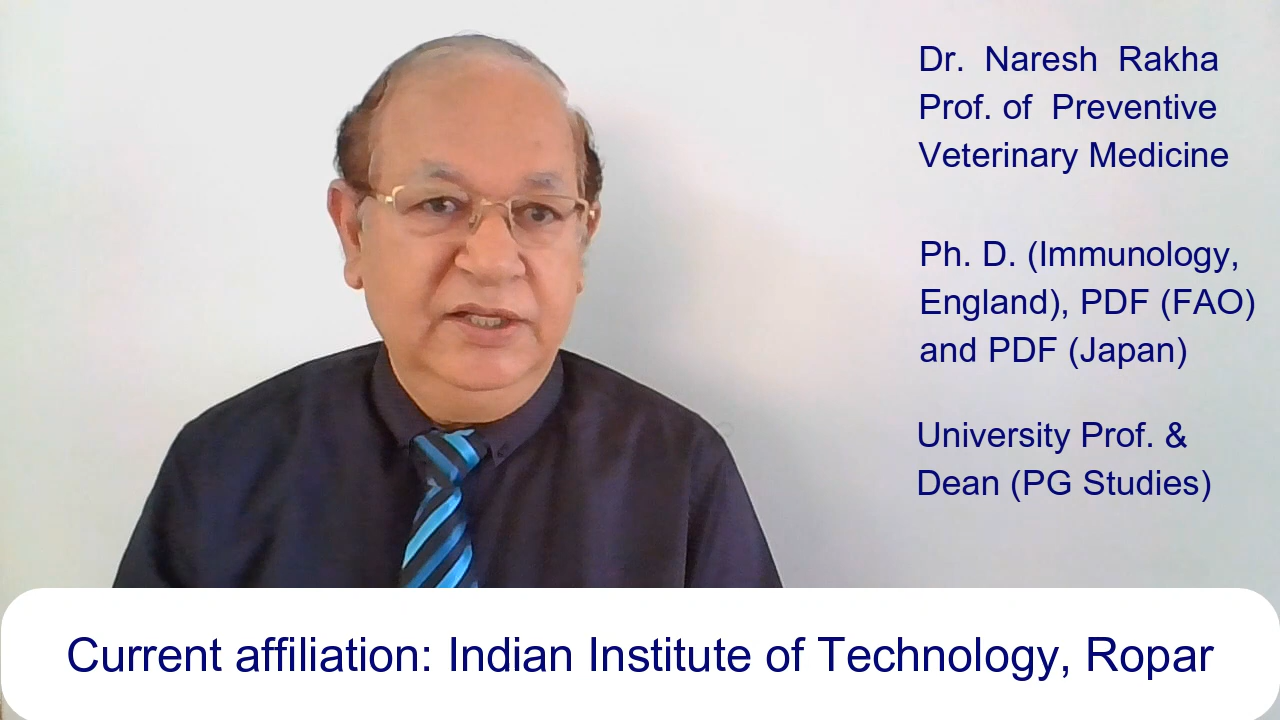 Dr. Naresh Rakha
Prof. of Preventive
Veterinary Medicine
Ph. D. (Immunology,
England), PDF (FAO)
and PDF (Japan)
University Prof. &
Dean (PG Studies)
Current affiliation: Indian Institute of Technology, Ropar